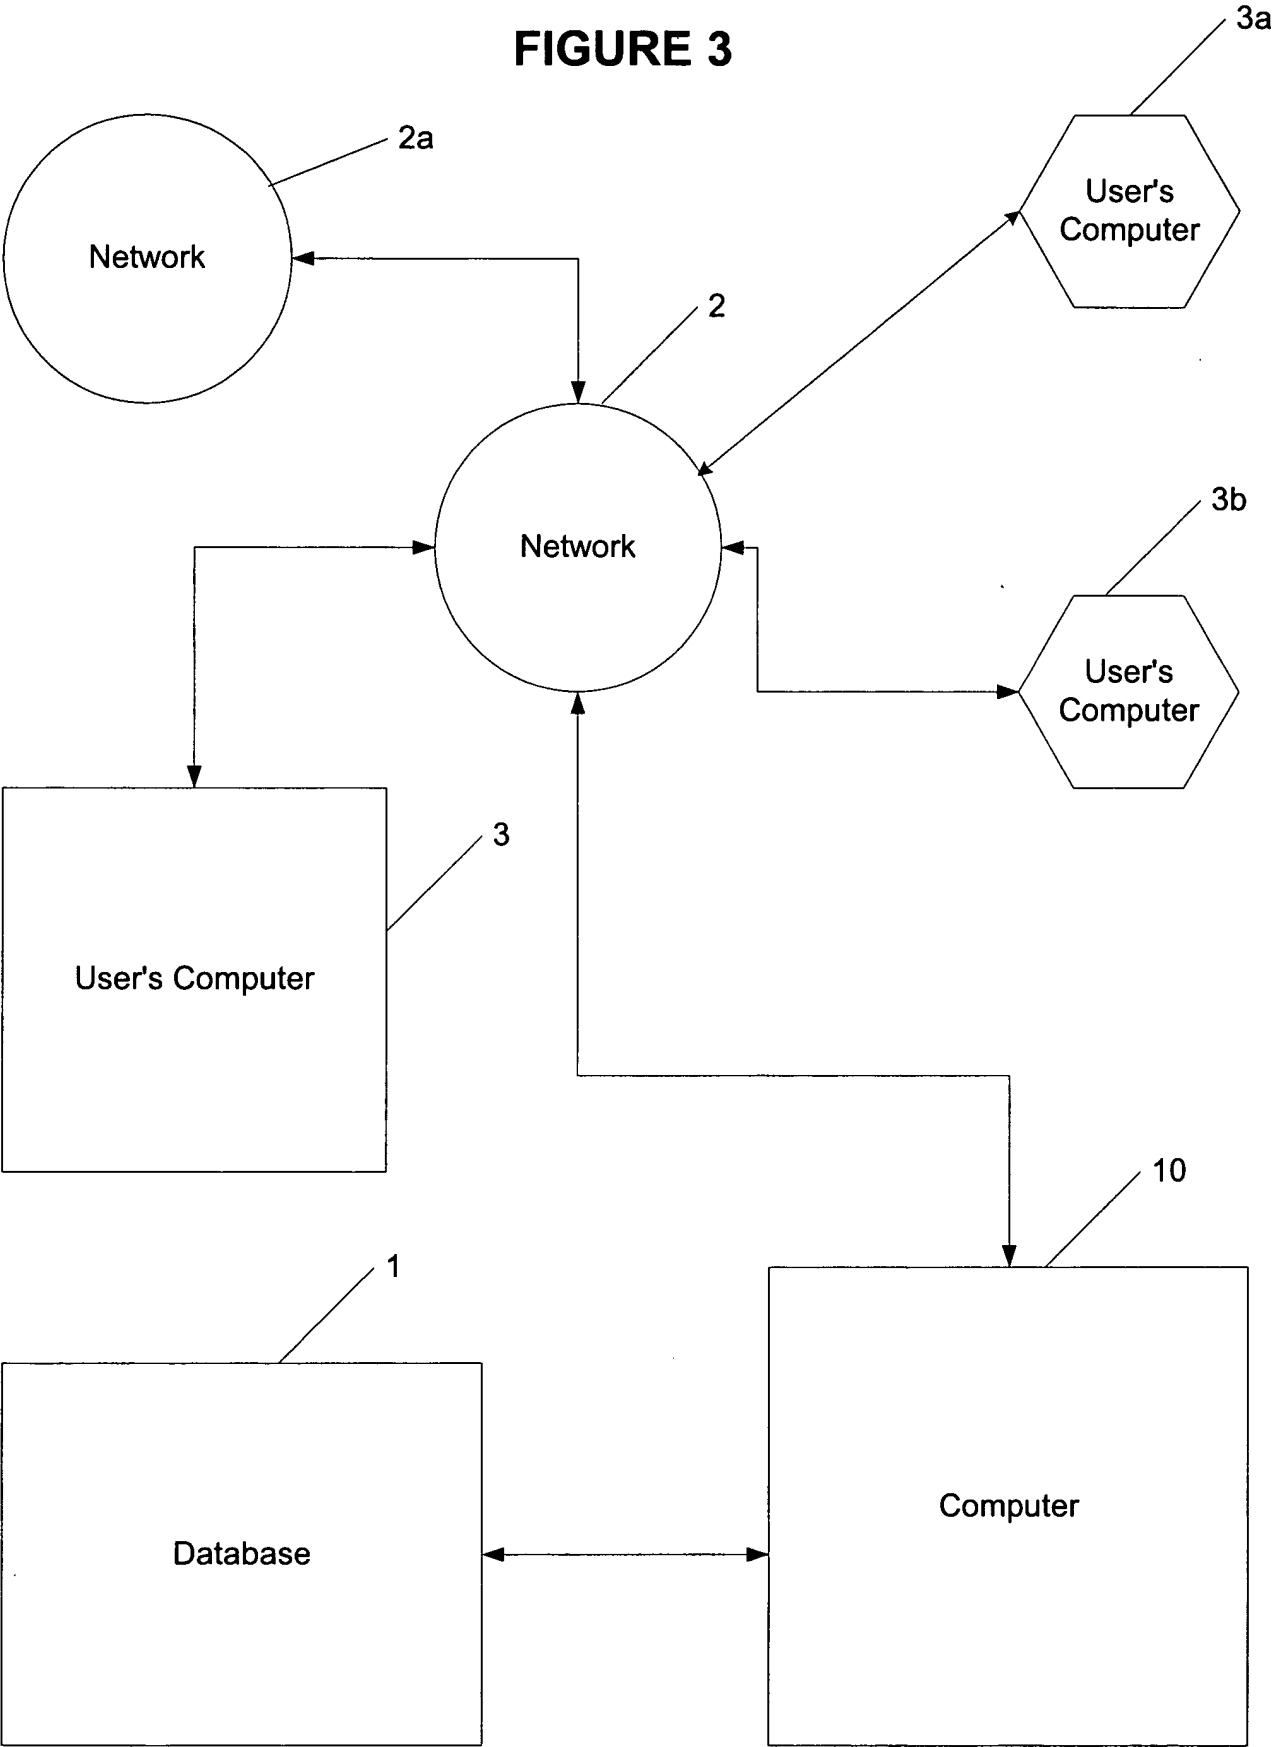 FIGURE 3
3a
2a
User's
Computer
Network
2
3b
Network
User's
Computer
3
User's Computer
10
1
Computer
Database